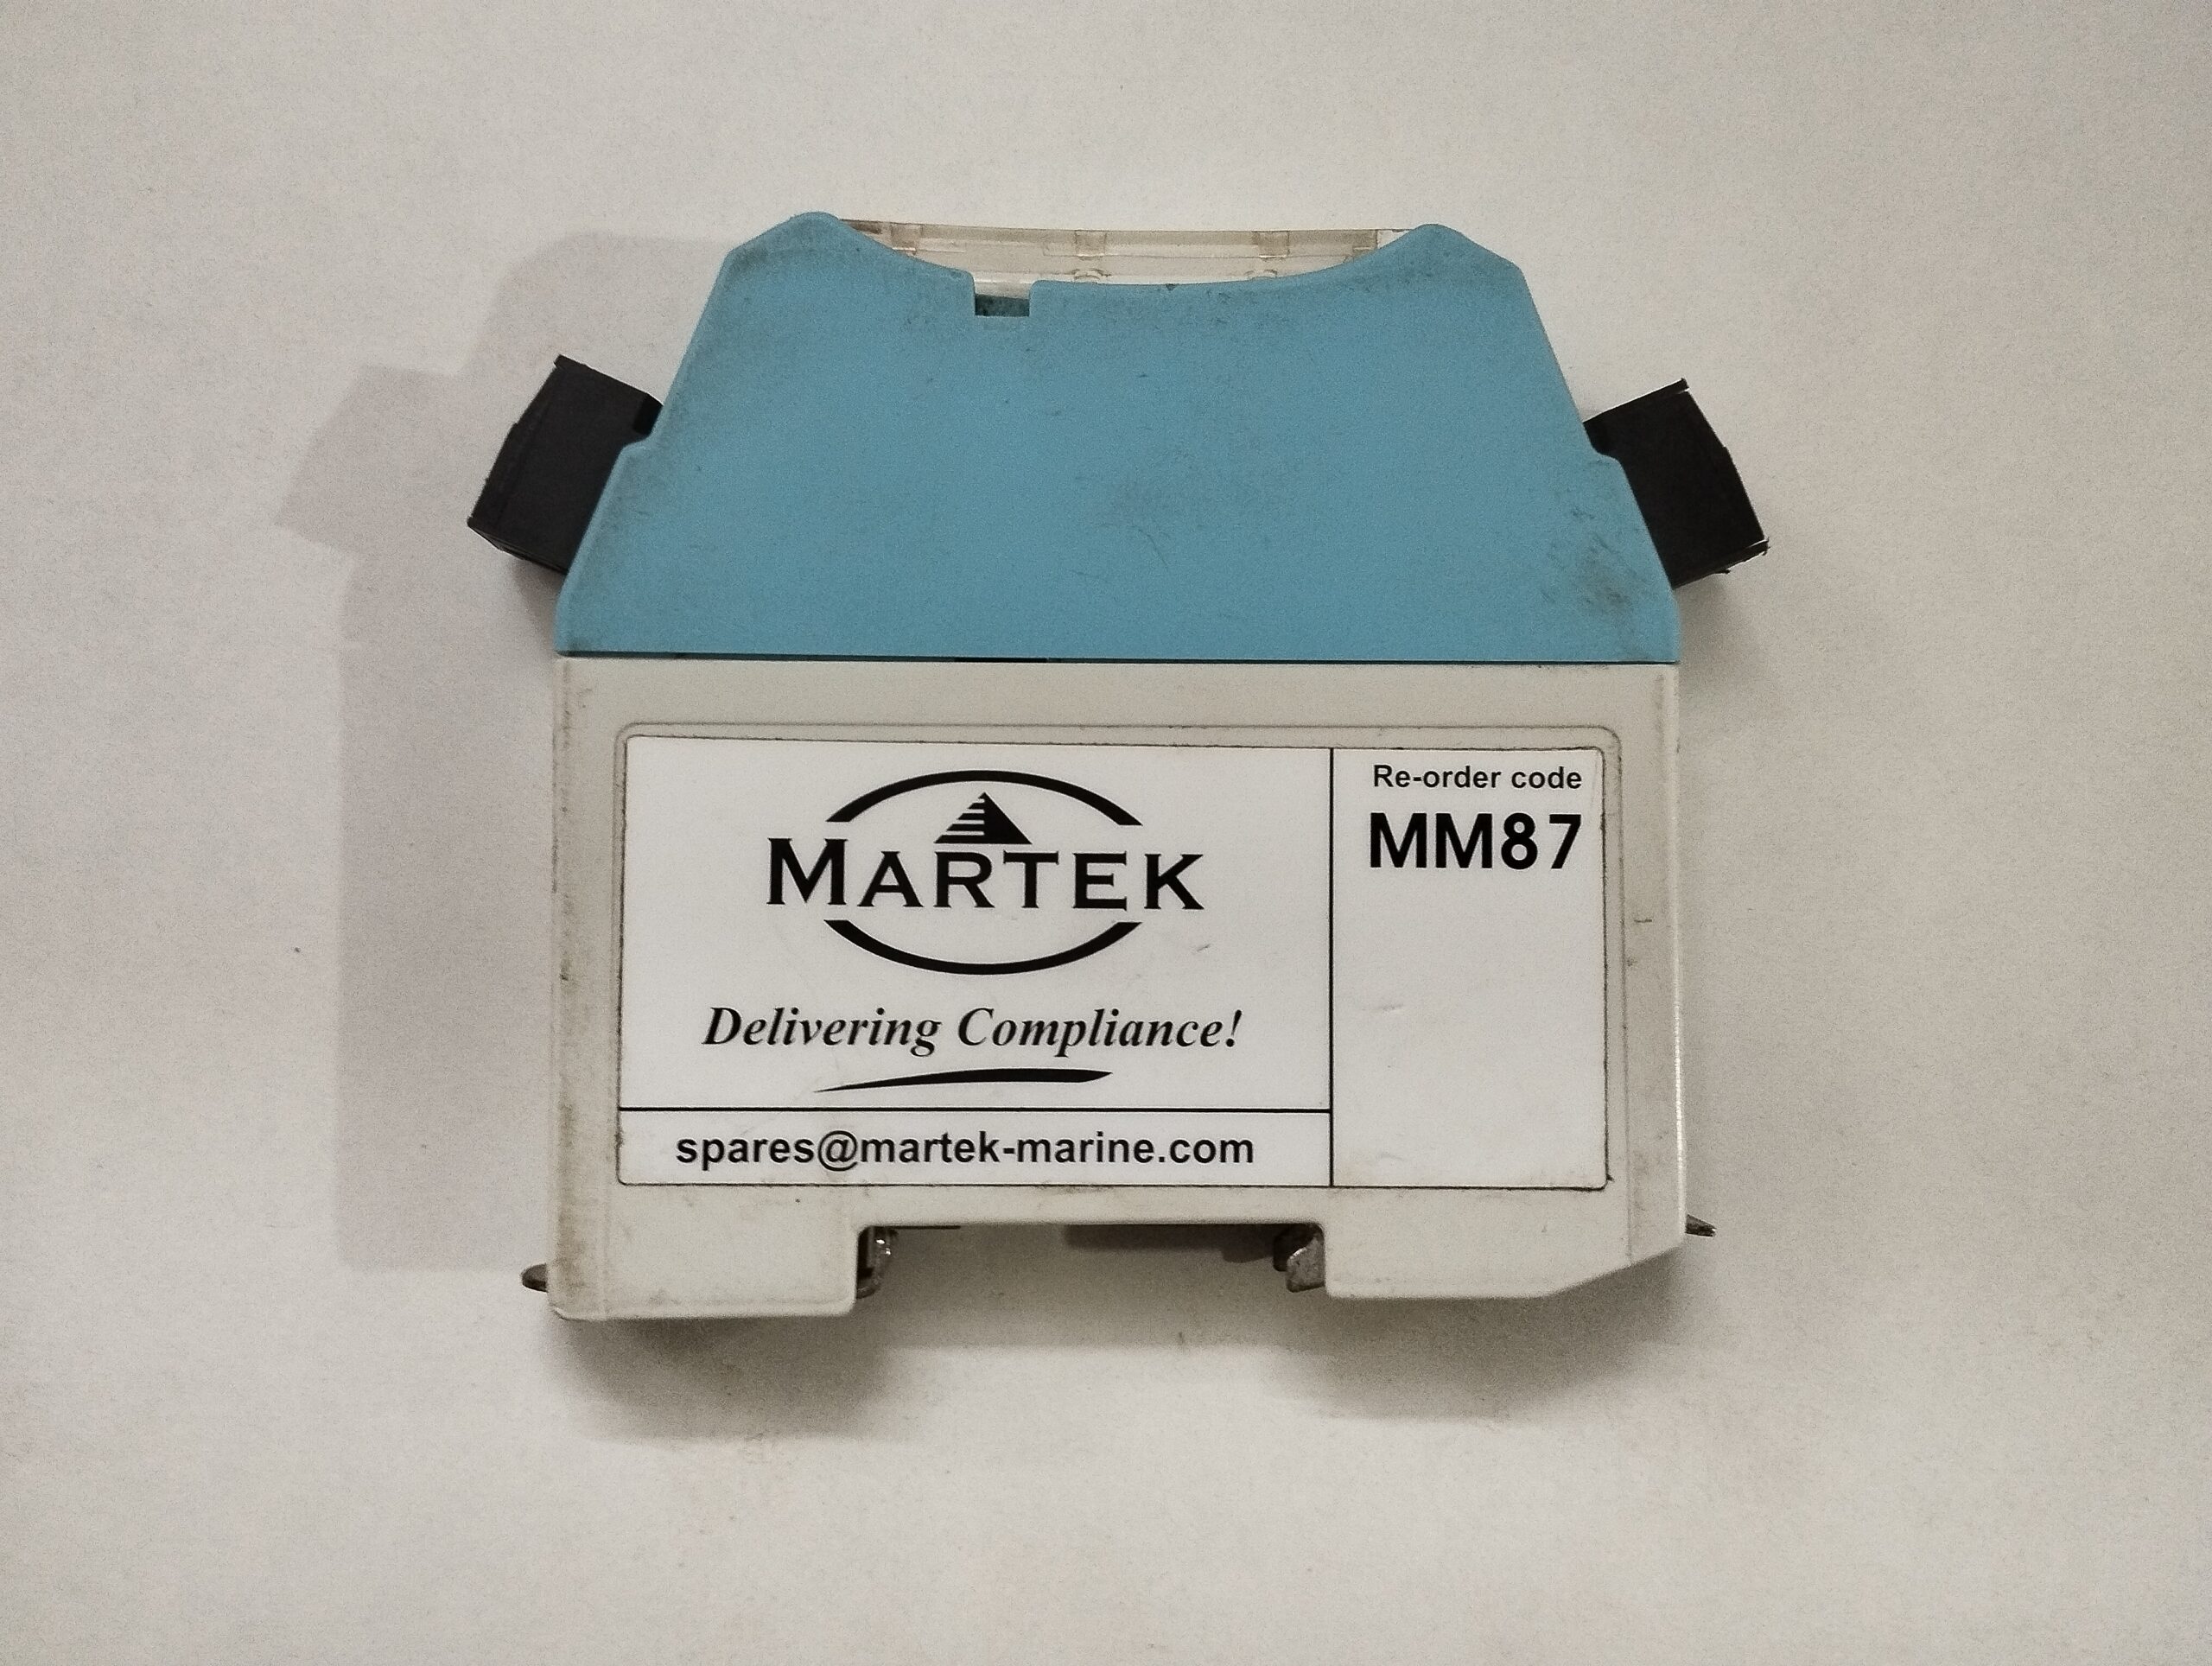 MARTEK
Delivering Compliance!
spares@martek-marine.com
Re-order code
MM87